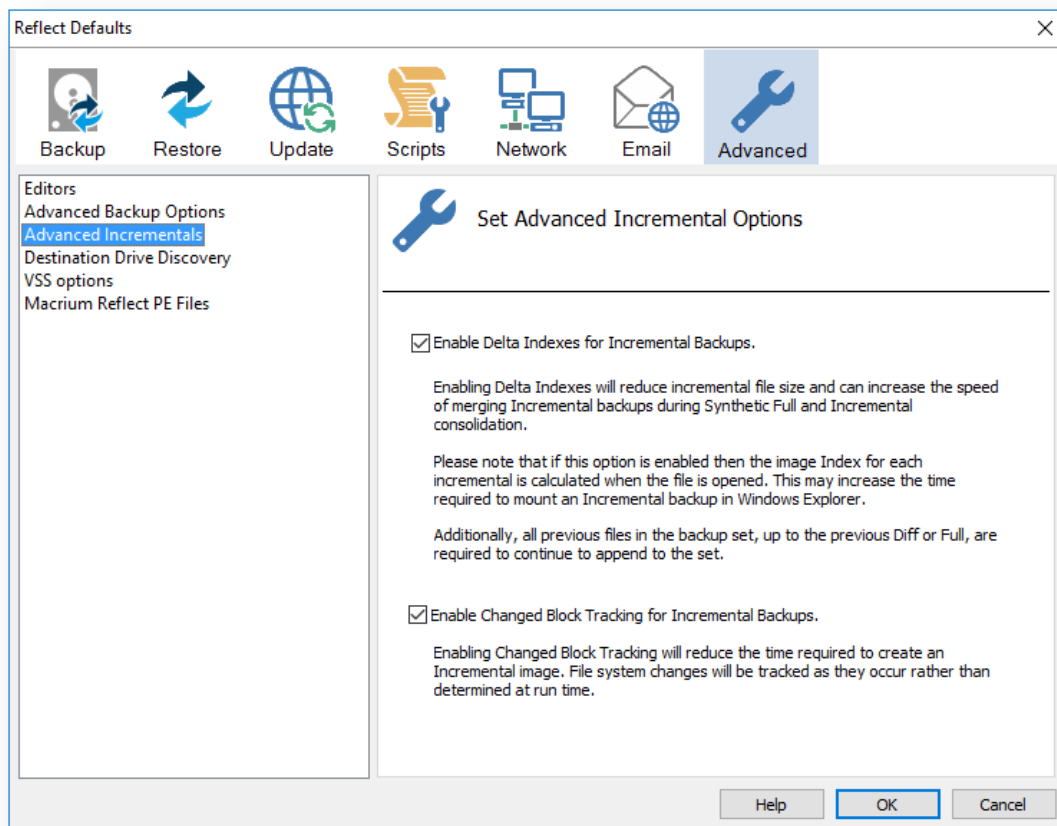 Reflect Defaults
Backup
Restore
Update
Scripts
Network
Email
Advanced
Editors
Advanced Backup Options
Advanced Incrementals
Destination Drive Discovery
VSS options
Macrium Reflect PE Files
Set Advanced Incremental Options
Enable Delta Indexes for Incremental Backups.
Enabling Delta Indexes will reduce incremental file size and can increase the speed
of merging Incremental backups during Synthetic Full and Incremental
consolidation.
Please note that if this option is enabled then the image Index for each
incremental is calculated when the file is opened. This may increase the time
required to mount an Incremental backup in Windows Explorer.
Additionally, all previous files in the backup set, up to the previous Diff or Full, are
required to continue to append to the set.
Enable Changed Block Tracking for Incremental Backups.
Enabling Changed Block Tracking will reduce the time required to create an
Incremental image. File system changes will be tracked as they occur rather than
determined at run time.
Help
OK
Cancel